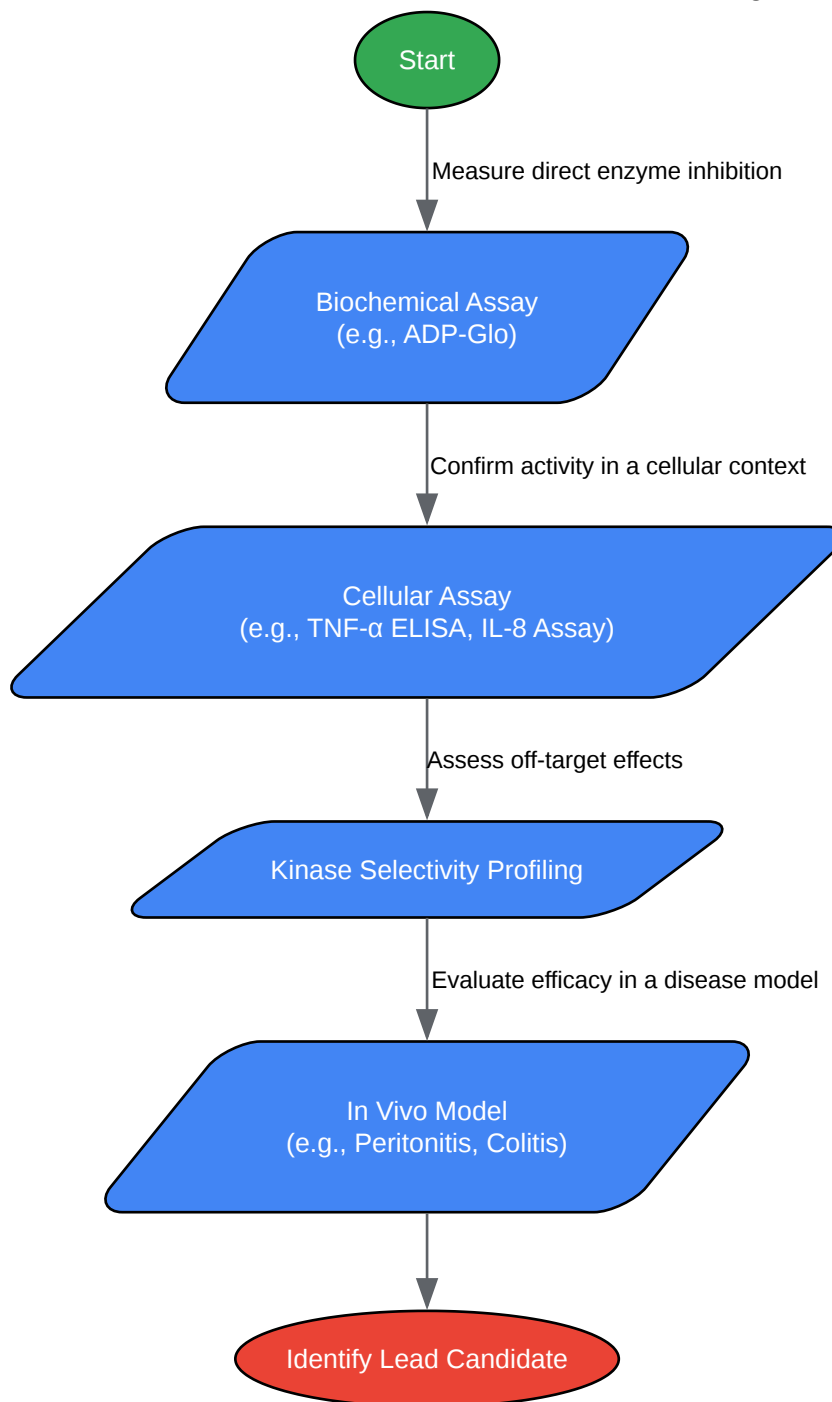 Start
Measure direct enzyme inhibition
Biochemical Assay
(e.g., ADP-Glo)
Confirm activity in a cellular context
Cellular Assay
(e.g., TNF-α ELISA, IL-8 Assay)
Assess off-target effects
Kinase Selectivity Profiling
Evaluate efficacy in a disease model
In Vivo Model
(e.g., Peritonitis, Colitis)
Identify Lead Candidate